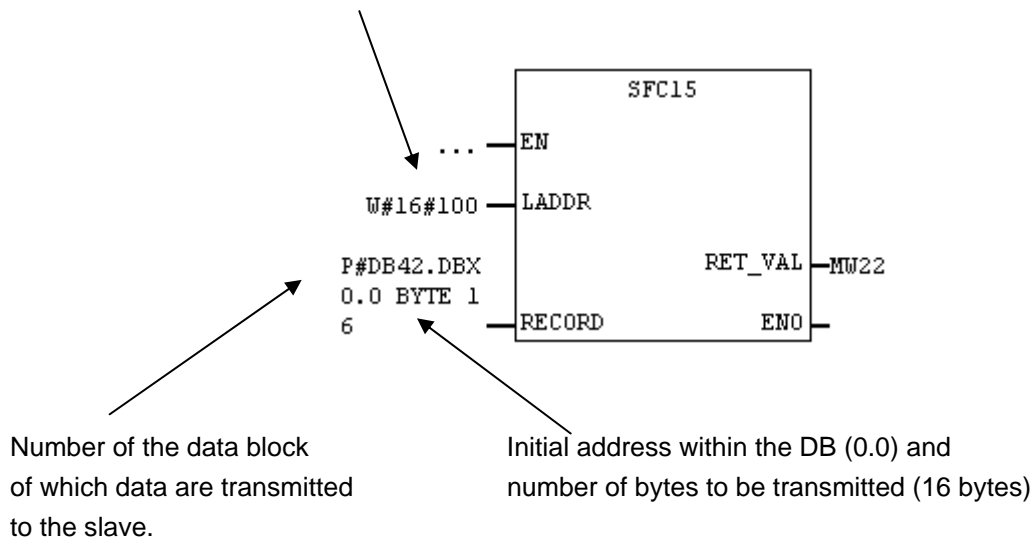 SFC15
... EN
W#16#100 LADDR
P#DB42.DBX
RET_VAL MW22
0.0 BYTE 1
6 RECORD ENO
Number of the data block
of which data are transmitted
to the slave.
Initial address within the DB (0.0) and
number of bytes to be transmitted (16 bytes)